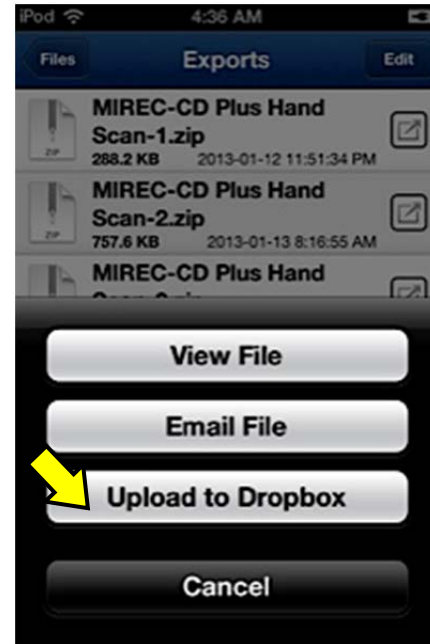 iPod 4:36 AM
Files Exports Edit
MIREC-CD Plus Hand
Scan-1.zip
ZIP 288.2 KB 2013-01-12 11:51:34 PM
MIREC-CD Plus Hand
Scan-2.zip
ZIP 757.6 KB 2013-01-13 8:16:55 AM
MIREC-CD Plus Hand
View File
Email File
Upload to Dropbox
Cancel